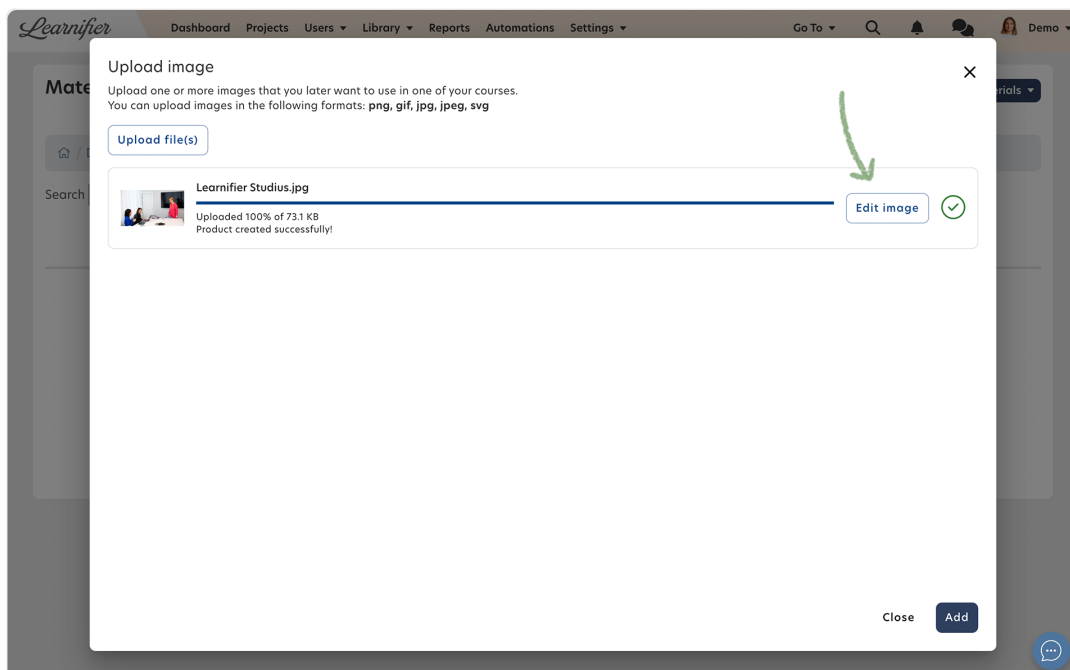 Learnifier
Dashboard Projects Users Library Reports Automations Settings Go To Demo
Upload image
Upload one or more images that you later want to use in one of your courses.
You can upload images in the following formats: png, gif, jpg, jpeg, svg
Upload file(s)
Learnifier Studius.jpg
Uploaded 100% of 73.1 KB
Product created successfully!
Edit image
Search
Close Add